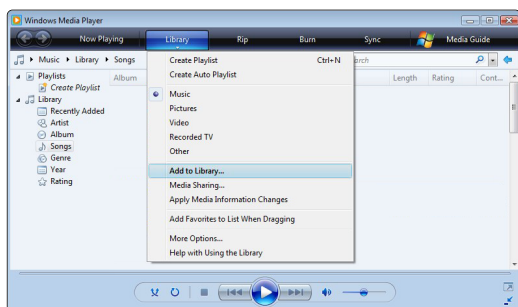 Windows Media Player
Now Playing Library Rip Burn Sync Media Guide
Music Library Songs
Playlists
Create Playlist
Library
Recently Added
Artist
Album
Songs
Genre
Year
Rating
Album
Create Playlist Ctrl+N
Create Auto Playlist
Music
Pictures
Video
Recorded TV
Other
Add to Library...
Media Sharing...
Apply Media Information Changes
Add Favorites to List When Dragging
More Options...
Help with Using the Library
arch
Length Rating Cont...